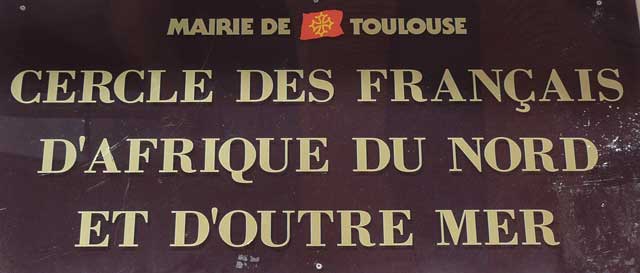 MAIRIE DE TOULOUSE
CERCLE DES FRANÇAIS
D'AFRIQUE DU NORD
ET D'OUTRE MER